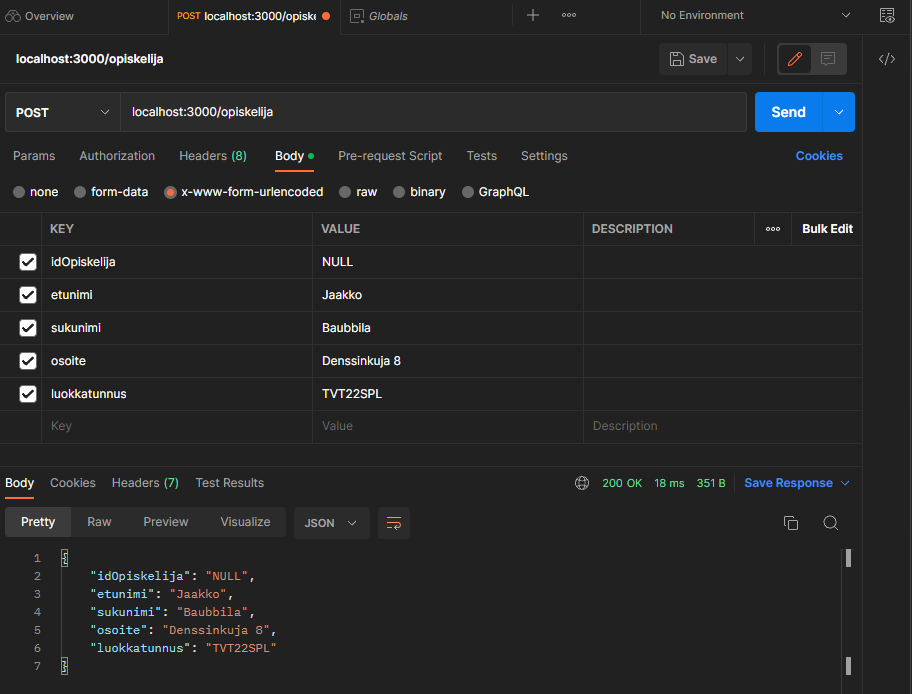 Overview
POST localhost:3000/opiske
Globals
No Environment
localhost:3000/opiskelija
Save
POST
localhost:3000/opiskelija
Send
Params Authorization Headers (8) Body Pre-request Script Tests Settings Cookies
none form-data x-www-form-urlencoded raw binary GraphQL
KEY VALUE DESCRIPTION Bulk Edit
idOpiskelija NULL
etunimi Jaakko
sukunimi Baubbila
osoite Denssinkuja 8
luokkatunnus TVT22SPL
Key Value Description
Body Cookies Headers (7) Test Results 200 OK 18 ms 351 B Save Response
Pretty Raw Preview Visualize JSON
1 {
2 "idOpiskelija": "NULL",
3 "etunimi": "Jaakko",
4 "sukunimi": "Baubbila",
5 "osoite": "Denssinkuja 8",
6 "luokkatunnus": "TVT22SPL"
7 }